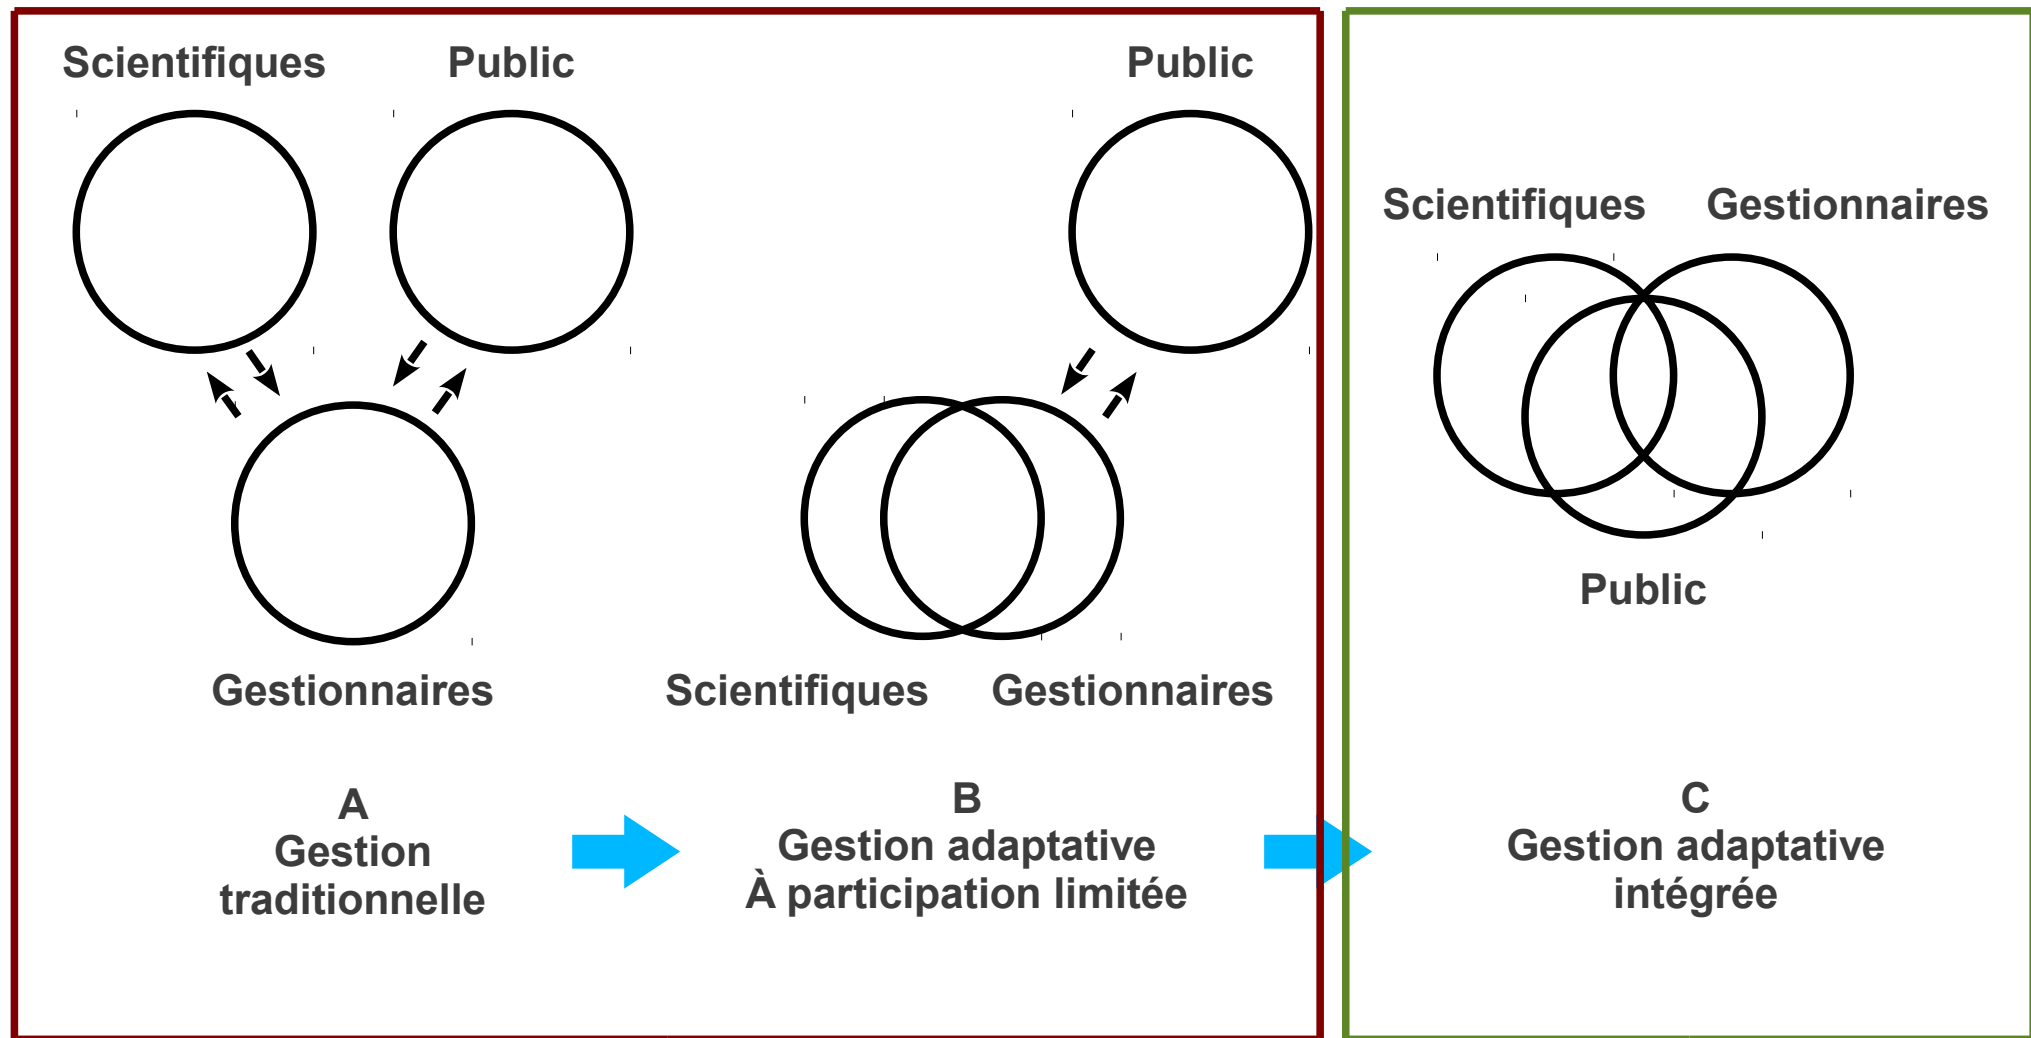 Scientifiques
Public
Gestionnaires
A
Gestion
traditionnelle
Public
Scientifiques
Gestionnaires
B
Gestion adaptative
À participation limitée
Scientifiques
Gestionnaires
Public
C
Gestion adaptative
intégrée